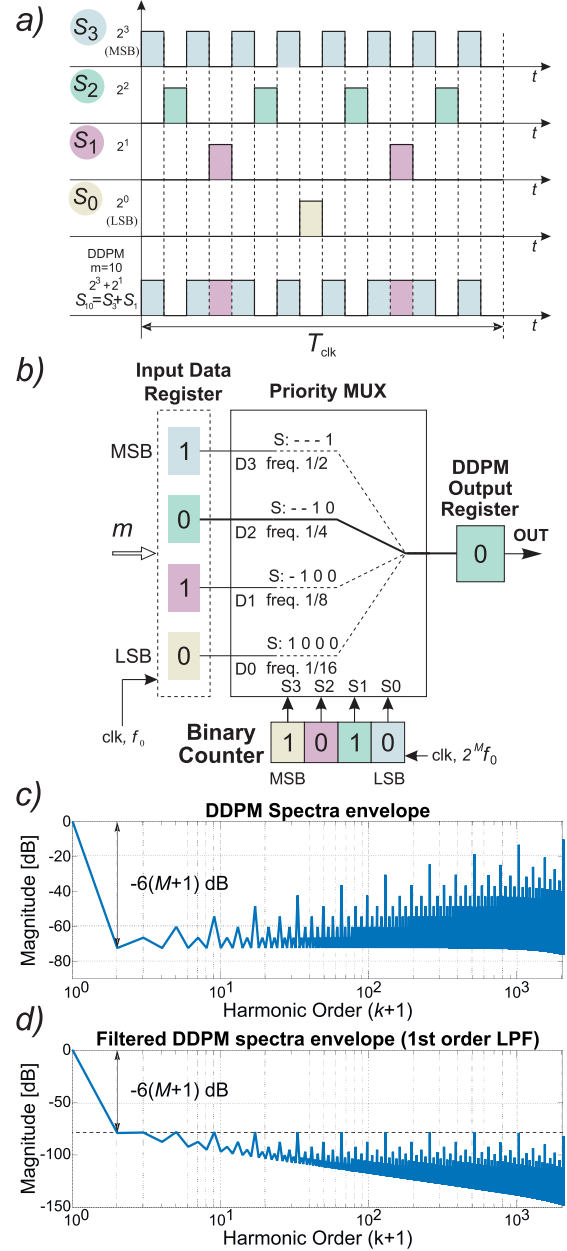 a)
S₃ 2³
(MSB)
t
S₂ 2²
t
S₁ 2¹
t
S₀ 2⁰
(LSB)
t
DDPM
m=10
2³+2¹
S₁₀=S₃+S₁
t
T_clk
b)
Input Data
Register
Priority MUX
MSB
1
S: - - - 1
D3 freq. 1/2
DDPM
Output
Register
m
0
S: - - 1 0
D2 freq. 1/4
0
OUT
1
S: - 1 0 0
D1 freq. 1/8
LSB
0
S: 1 0 0 0
D0 freq. 1/16
clk, f₀
S3 S2 S1 S0
Binary
Counter
1 0 1 0
clk, 2ᴹf₀
MSB LSB
c)
DDPM Spectra envelope
Magnitude [dB]
0
-20
-40
-60
-80
-6(M+1) dB
10⁰ 10¹ 10² 10³
Harmonic Order (k+1)
d)
Filtered DDPM spectra envelope (1st order LPF)
Magnitude [dB]
0
-50
-100
-150
-6(M+1) dB
10⁰ 10¹ 10² 10³
Harmonic Order (k+1)